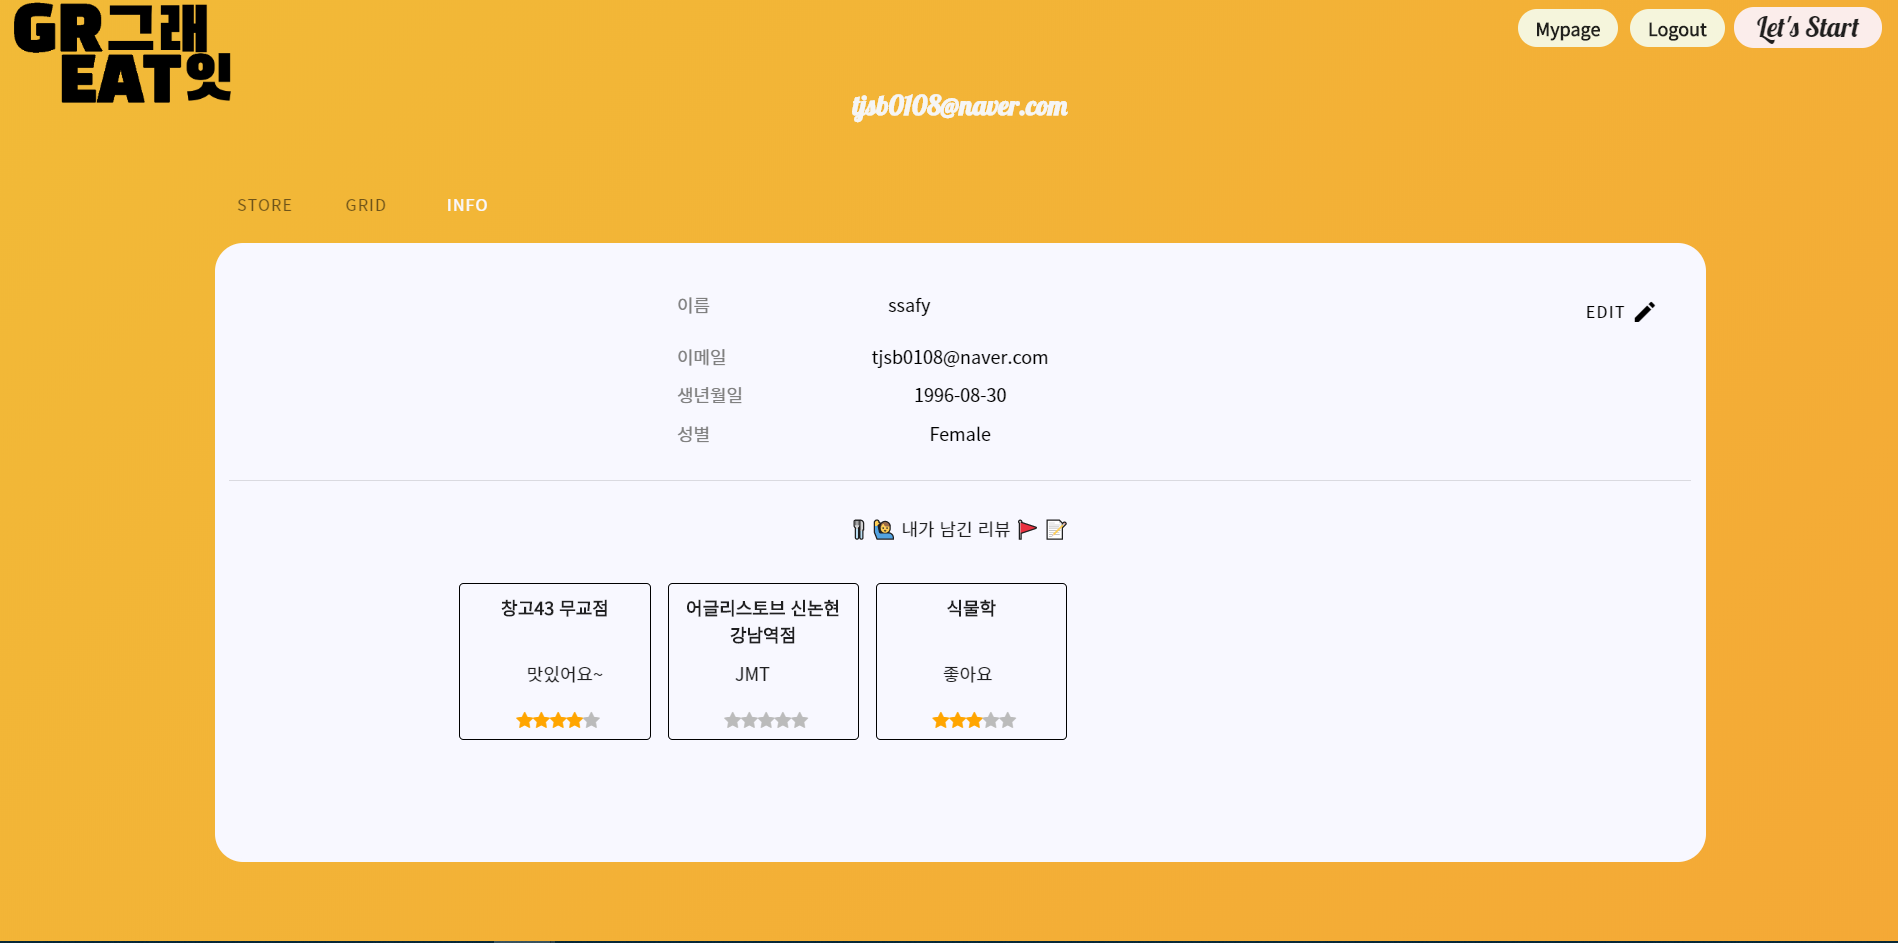 GR그래
EAT잇
Mypage
Logout
Let's Start
tjsb0108@naver.com
STORE
GRID
INFO
이름
ssafy
EDIT
이메일
tjsb0108@naver.com
생년월일
1996-08-30
성별
Female
내가 남긴 리뷰
창고43 무교점
맛있어요~
어글리스토브 신논현
강남역점
JMT
식물학
좋아요